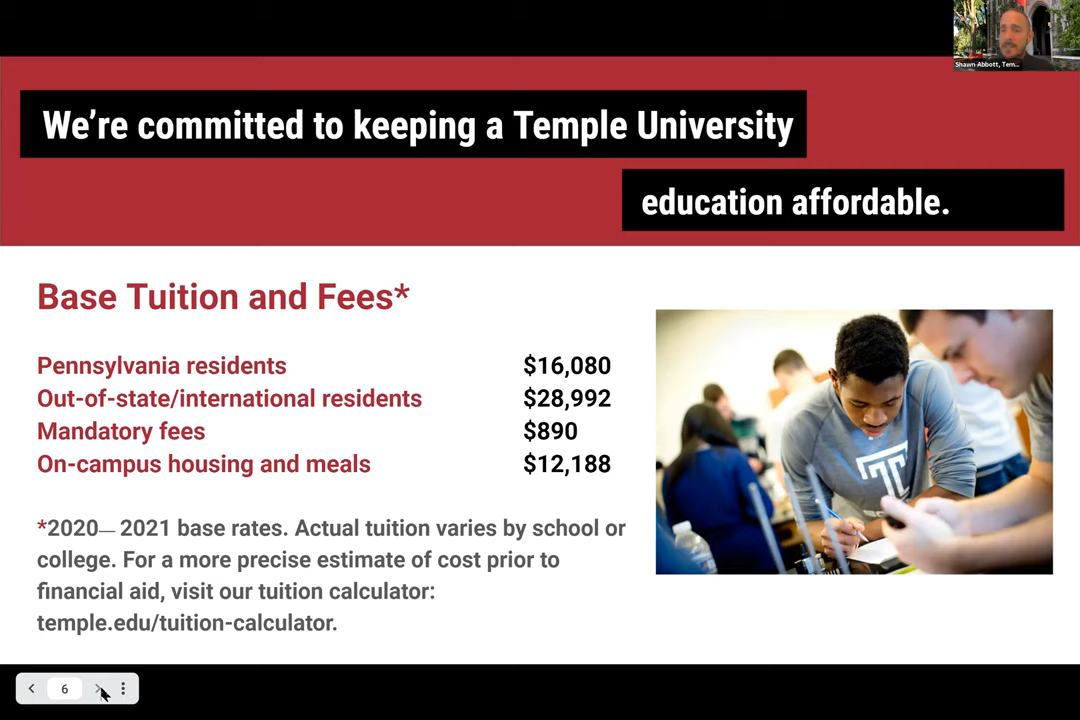 Shawn Abbott, Tem...
We're committed to keeping a Temple University
education affordable.
Base Tuition and Fees*
Pennsylvania residents $16,080
Out-of-state/international residents $28,992
Mandatory fees $890
On-campus housing and meals $12,188
*2020— 2021 base rates. Actual tuition varies by school or
college. For a more precise estimate of cost prior to
financial aid, visit our tuition calculator:
temple.edu/tuition-calculator.
T
6